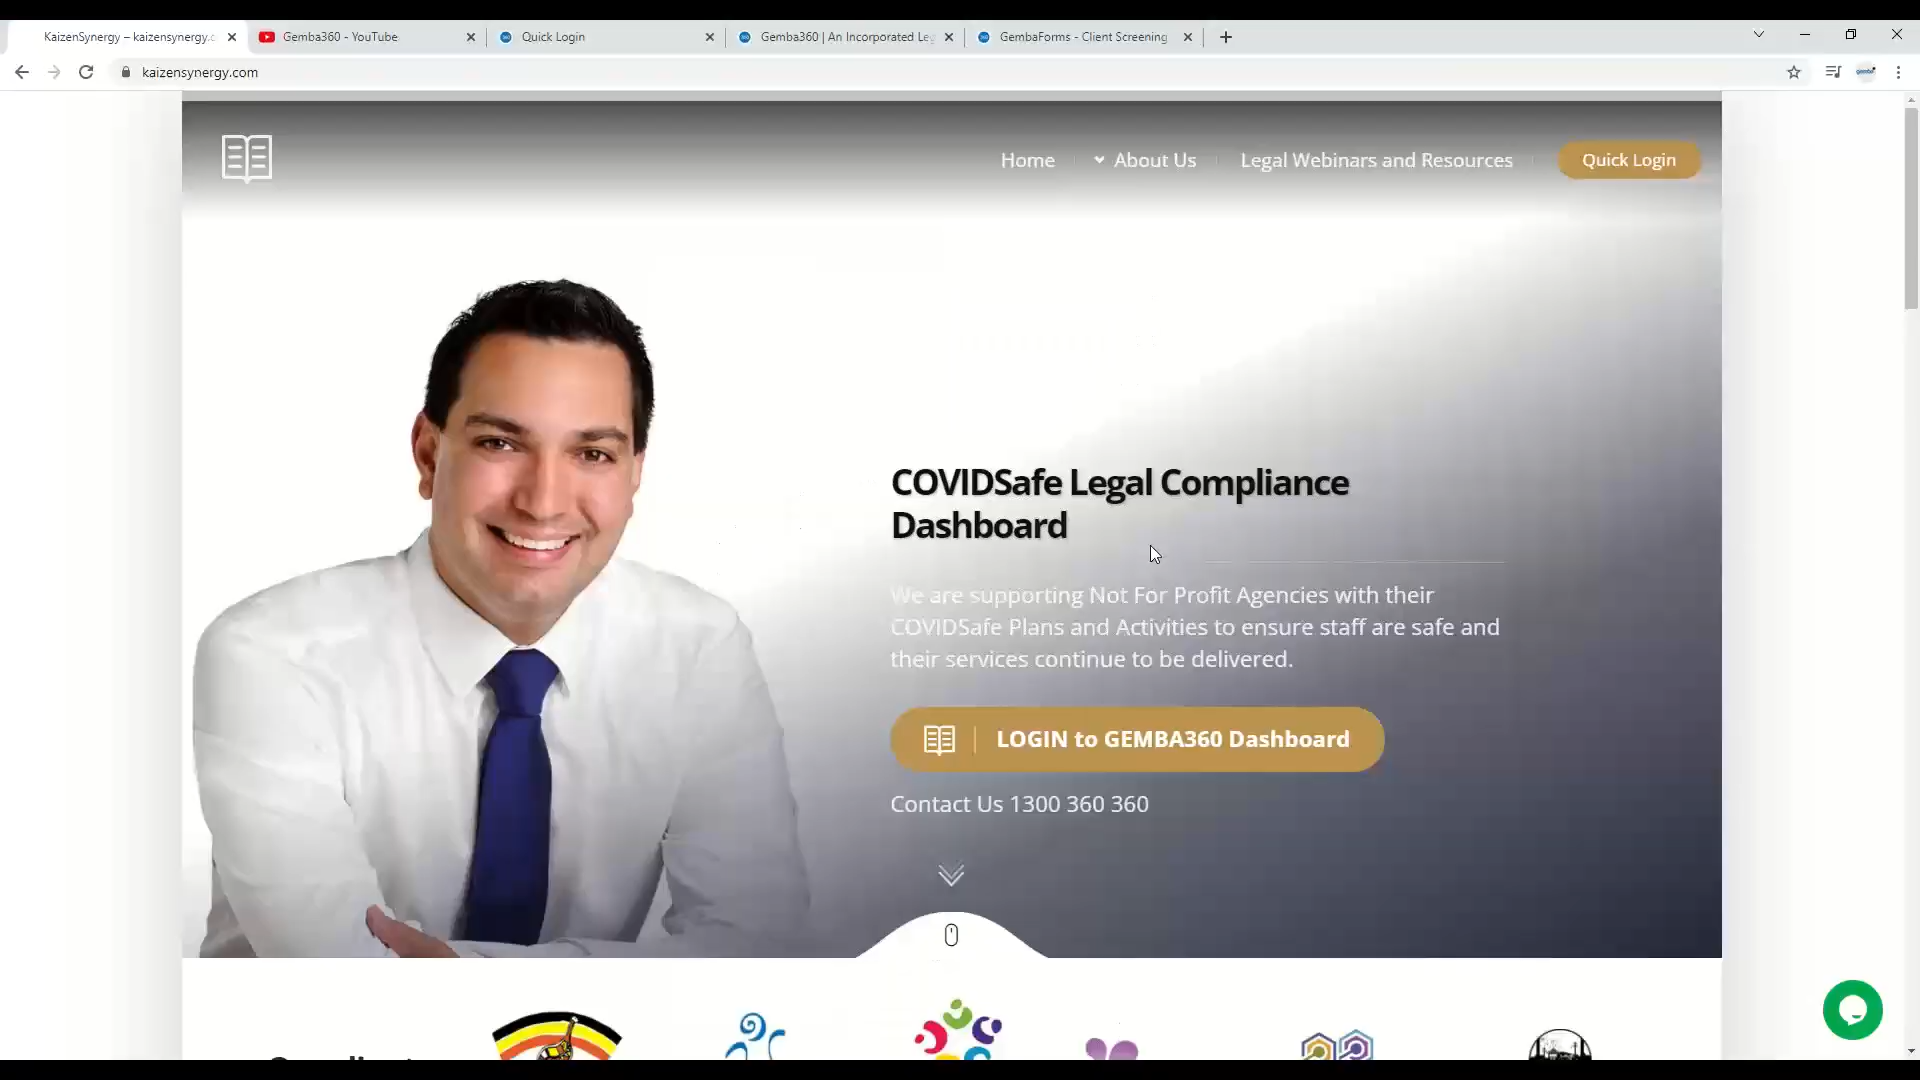 KaizenSynergy – kaizensynergy.c
Gemba360 - YouTube
Quick Login
Gemba360 | An Incorporated Le
GembaForms - Client Screening
kaizensynergy.com
Home
About Us
Legal Webinars and Resources
Quick Login
COVIDSafe Legal Compliance
Dashboard
We are supporting Not For Profit Agencies with their
COVIDSafe Plans and Activities to ensure staff are safe and
their services continue to be delivered.
LOGIN to GEMBA360 Dashboard
Contact Us 1300 360 360